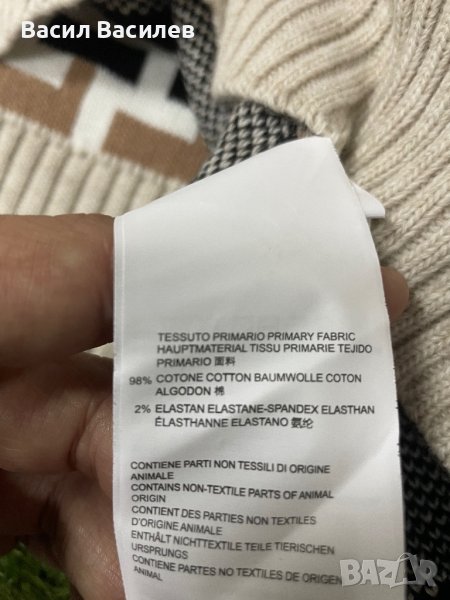 Васил Василев
TESSUTO PRIMARIO PRIMARY FABRIC
HAUPTMATERIAL TISSU PRIMARIE TEJIDO
PRIMARIO 面料
98% COTONE COTTON BAUMWOLLE COTON
ALGODON 棉
2% ELASTAN ELASTANE-SPANDEX ELASTHAN
ÉLASTHANNE ELASTANO 氨纶
CONTIENE PARTI NON TESSILI DI ORIGINE
ANIMALE
CONTAINS NON-TEXTILE PARTS OF ANIMAL
ORIGIN
CONTIENT DES PARTIES NON TEXTILES
D'ORIGINE ANIMALE
ENTHÄLT NICHTTEXTILE TEILE TIERISCHEN
URSPRUNGS
CONTIENE PARTES NO TEXTILES DE ORIGEN
ANIMAL
BAZAR